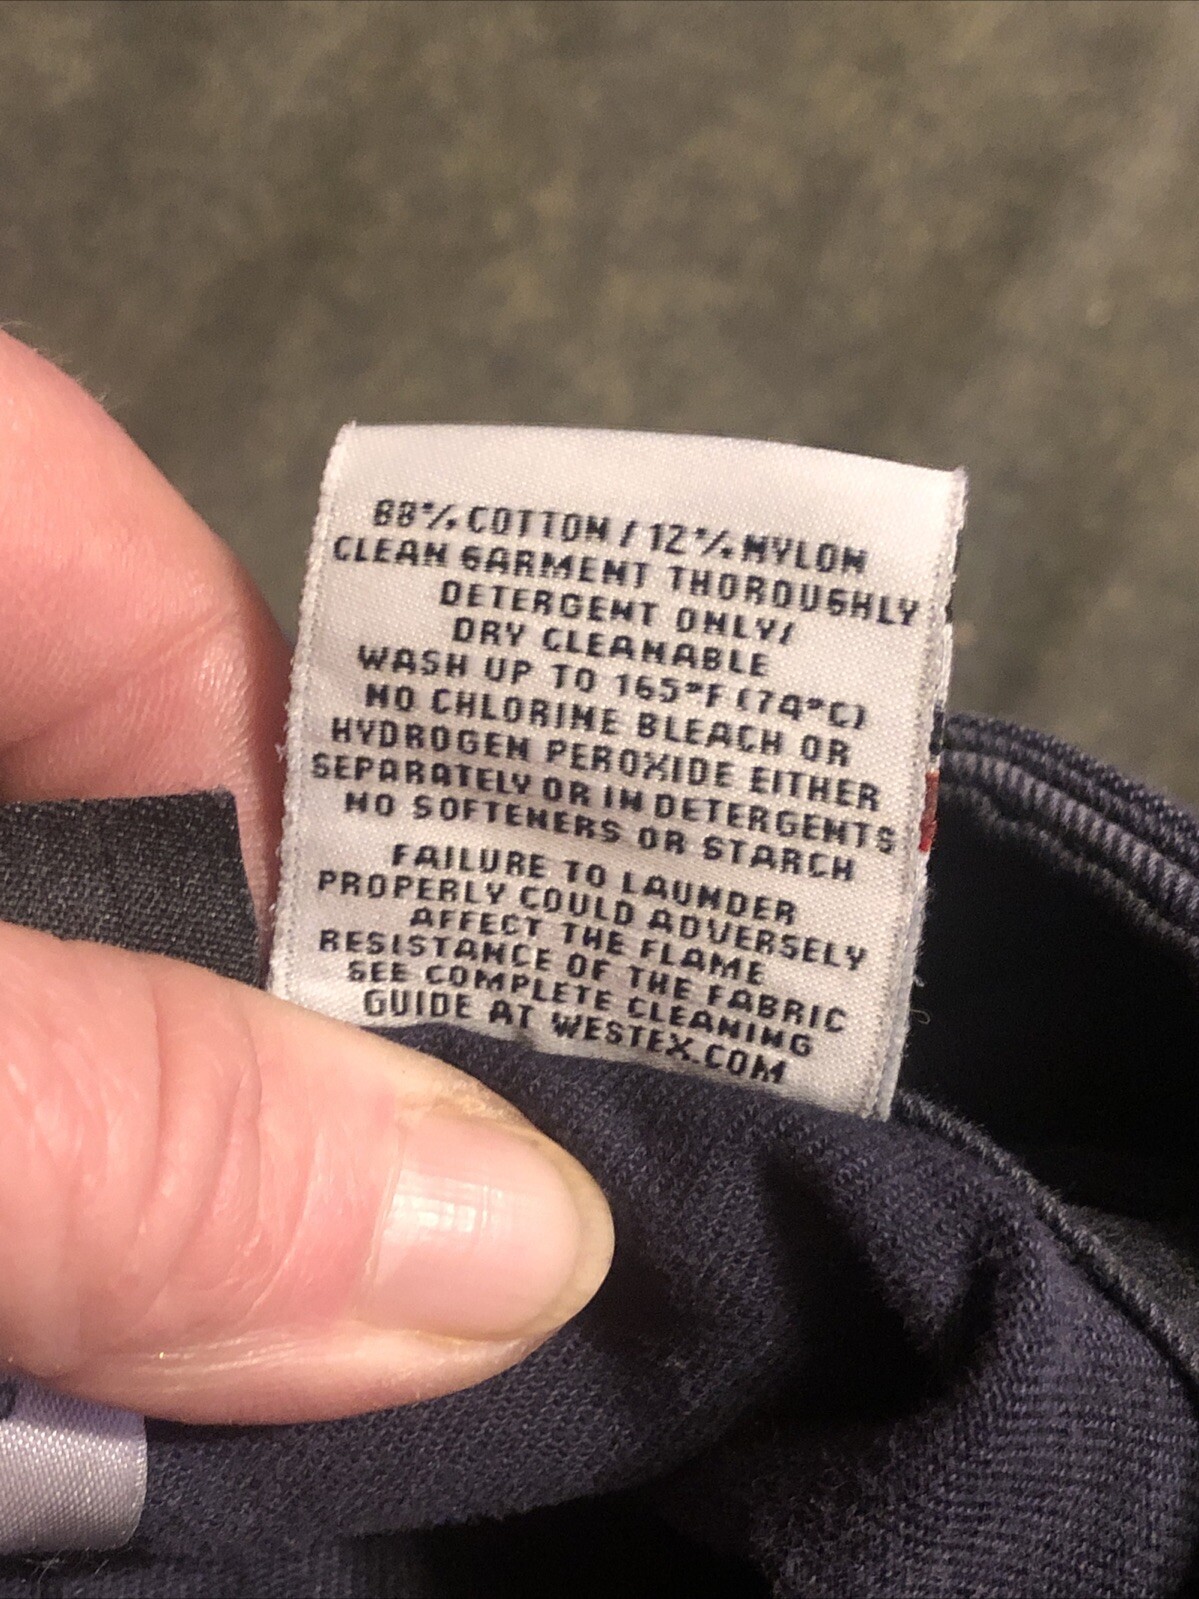 88% COTTON / 12% NYLON
CLEAN GARMENT THOROUGHLY
DETERGENT ONLY/
DRY CLEANABLE
WASH UP TO 165°F (74°C)
NO CHLORINE BLEACH OR
HYDROGEN PEROXIDE EITHER
SEPARATELY OR IN DETERGENTS
NO SOFTENERS OR STARCH
FAILURE TO LAUNDER
PROPERLY COULD ADVERSELY
AFFECT THE FLAME
RESISTANCE OF THE FABRIC
SEE COMPLETE CLEANING
GUIDE AT WESTEX.COM